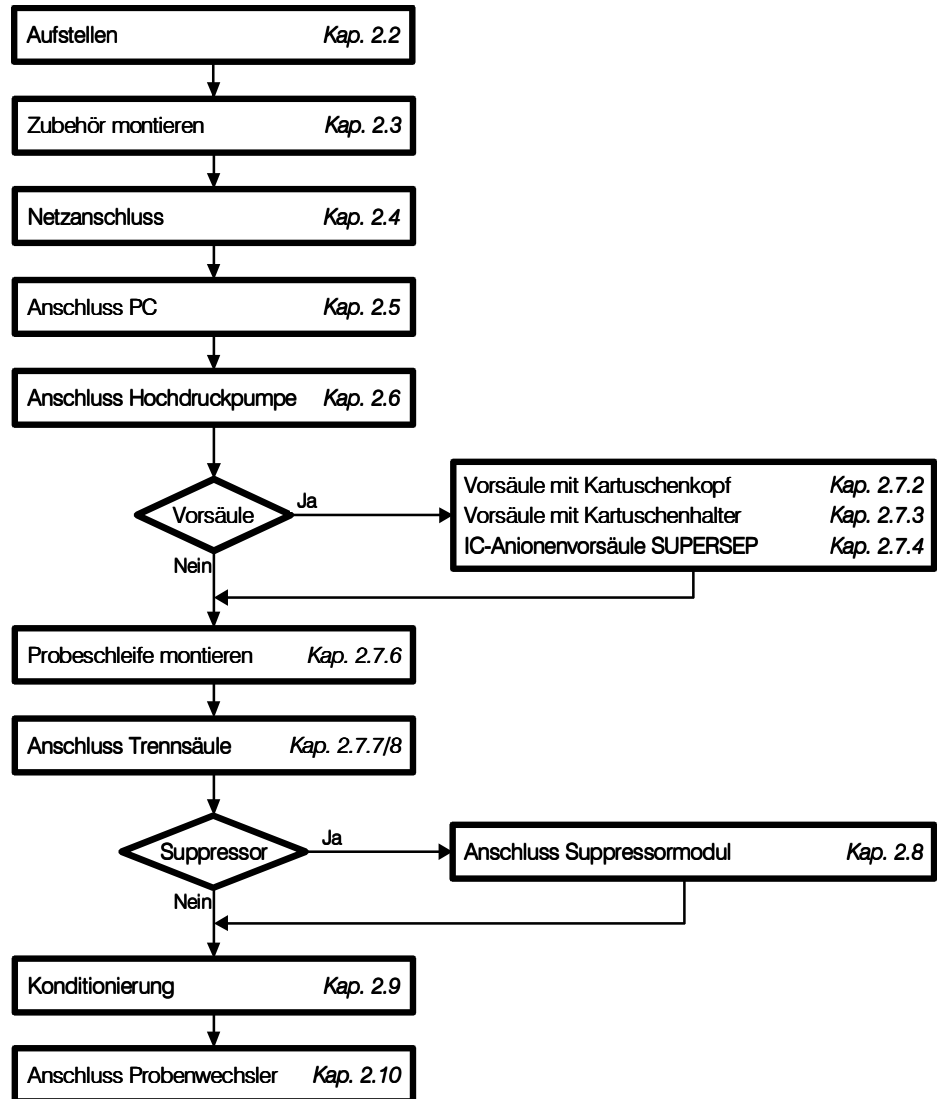 Aufstellen Kap. 2.2
Zubehör montieren Kap. 2.3
Netzanschluss Kap. 2.4
Anschluss PC Kap. 2.5
Anschluss Hochdruckpumpe Kap. 2.6
Vorsäule
Ja
Nein
Vorsäule mit Kartuschenkopf Kap. 2.7.2
Vorsäule mit Kartuschenhalter Kap. 2.7.3
IC-Anionenvorsäule SUPERSEP Kap. 2.7.4
Probeschleife montieren Kap. 2.7.6
Anschluss Trennsäule Kap. 2.7.7/8
Suppressor
Ja
Nein
Anschluss Suppressormodul Kap. 2.8
Konditionierung Kap. 2.9
Anschluss Probenwechsler Kap. 2.10